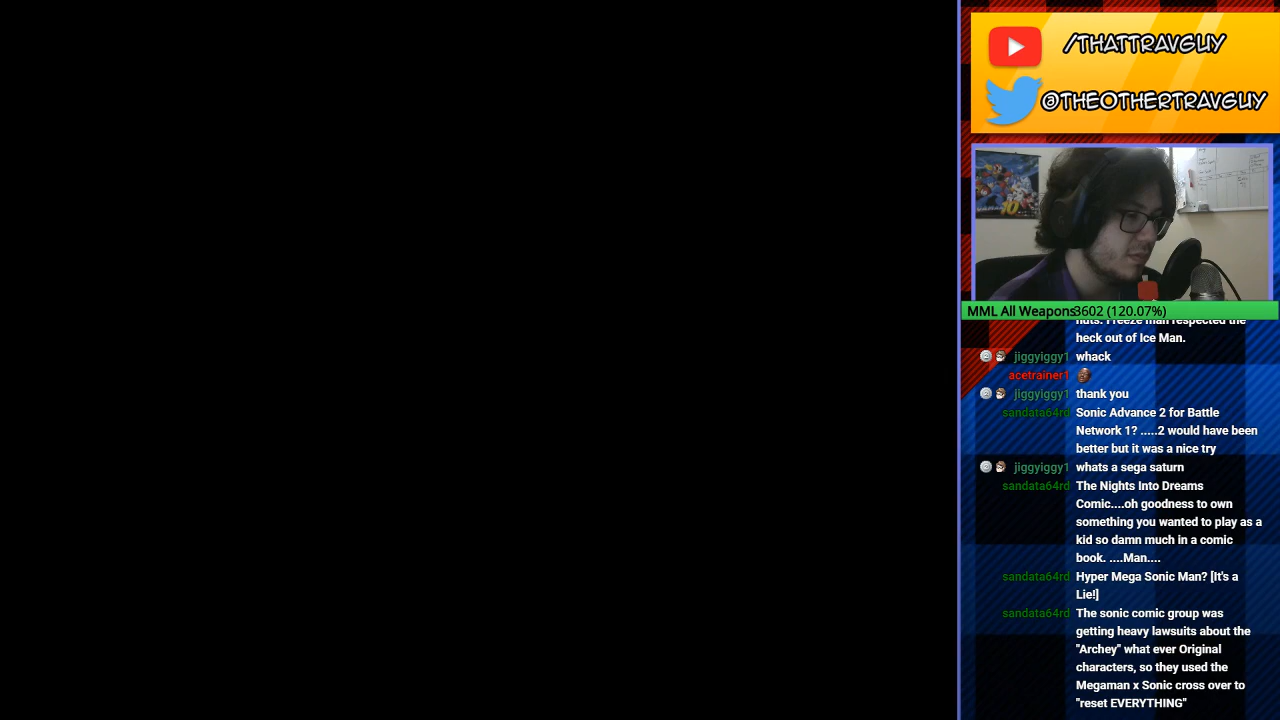 /THATTRAVGUY
@THEOTHERTRAVGUY
10
MML All Weapons 3602 (120.07%)
nuts. Freeze man respected the
heck out of Ice Man.
jiggyiggy1 whack
acetrainer1
jiggyiggy1 thank you
sandata64rd Sonic Advance 2 for Battle
Network 1? .....2 would have been
better but it was a nice try
jiggyiggy1 whats a sega saturn
sandata64rd The Nights Into Dreams
Comic....oh goodness to own
something you wanted to play as a
kid so damn much in a comic
book. ....Man....
sandata64rd Hyper Mega Sonic Man? [It's a
Lie!]
sandata64rd The sonic comic group was
getting heavy lawsuits about the
"Archey" what ever Original
characters, so they used the
Megaman x Sonic cross over to
"reset EVERYTHING"